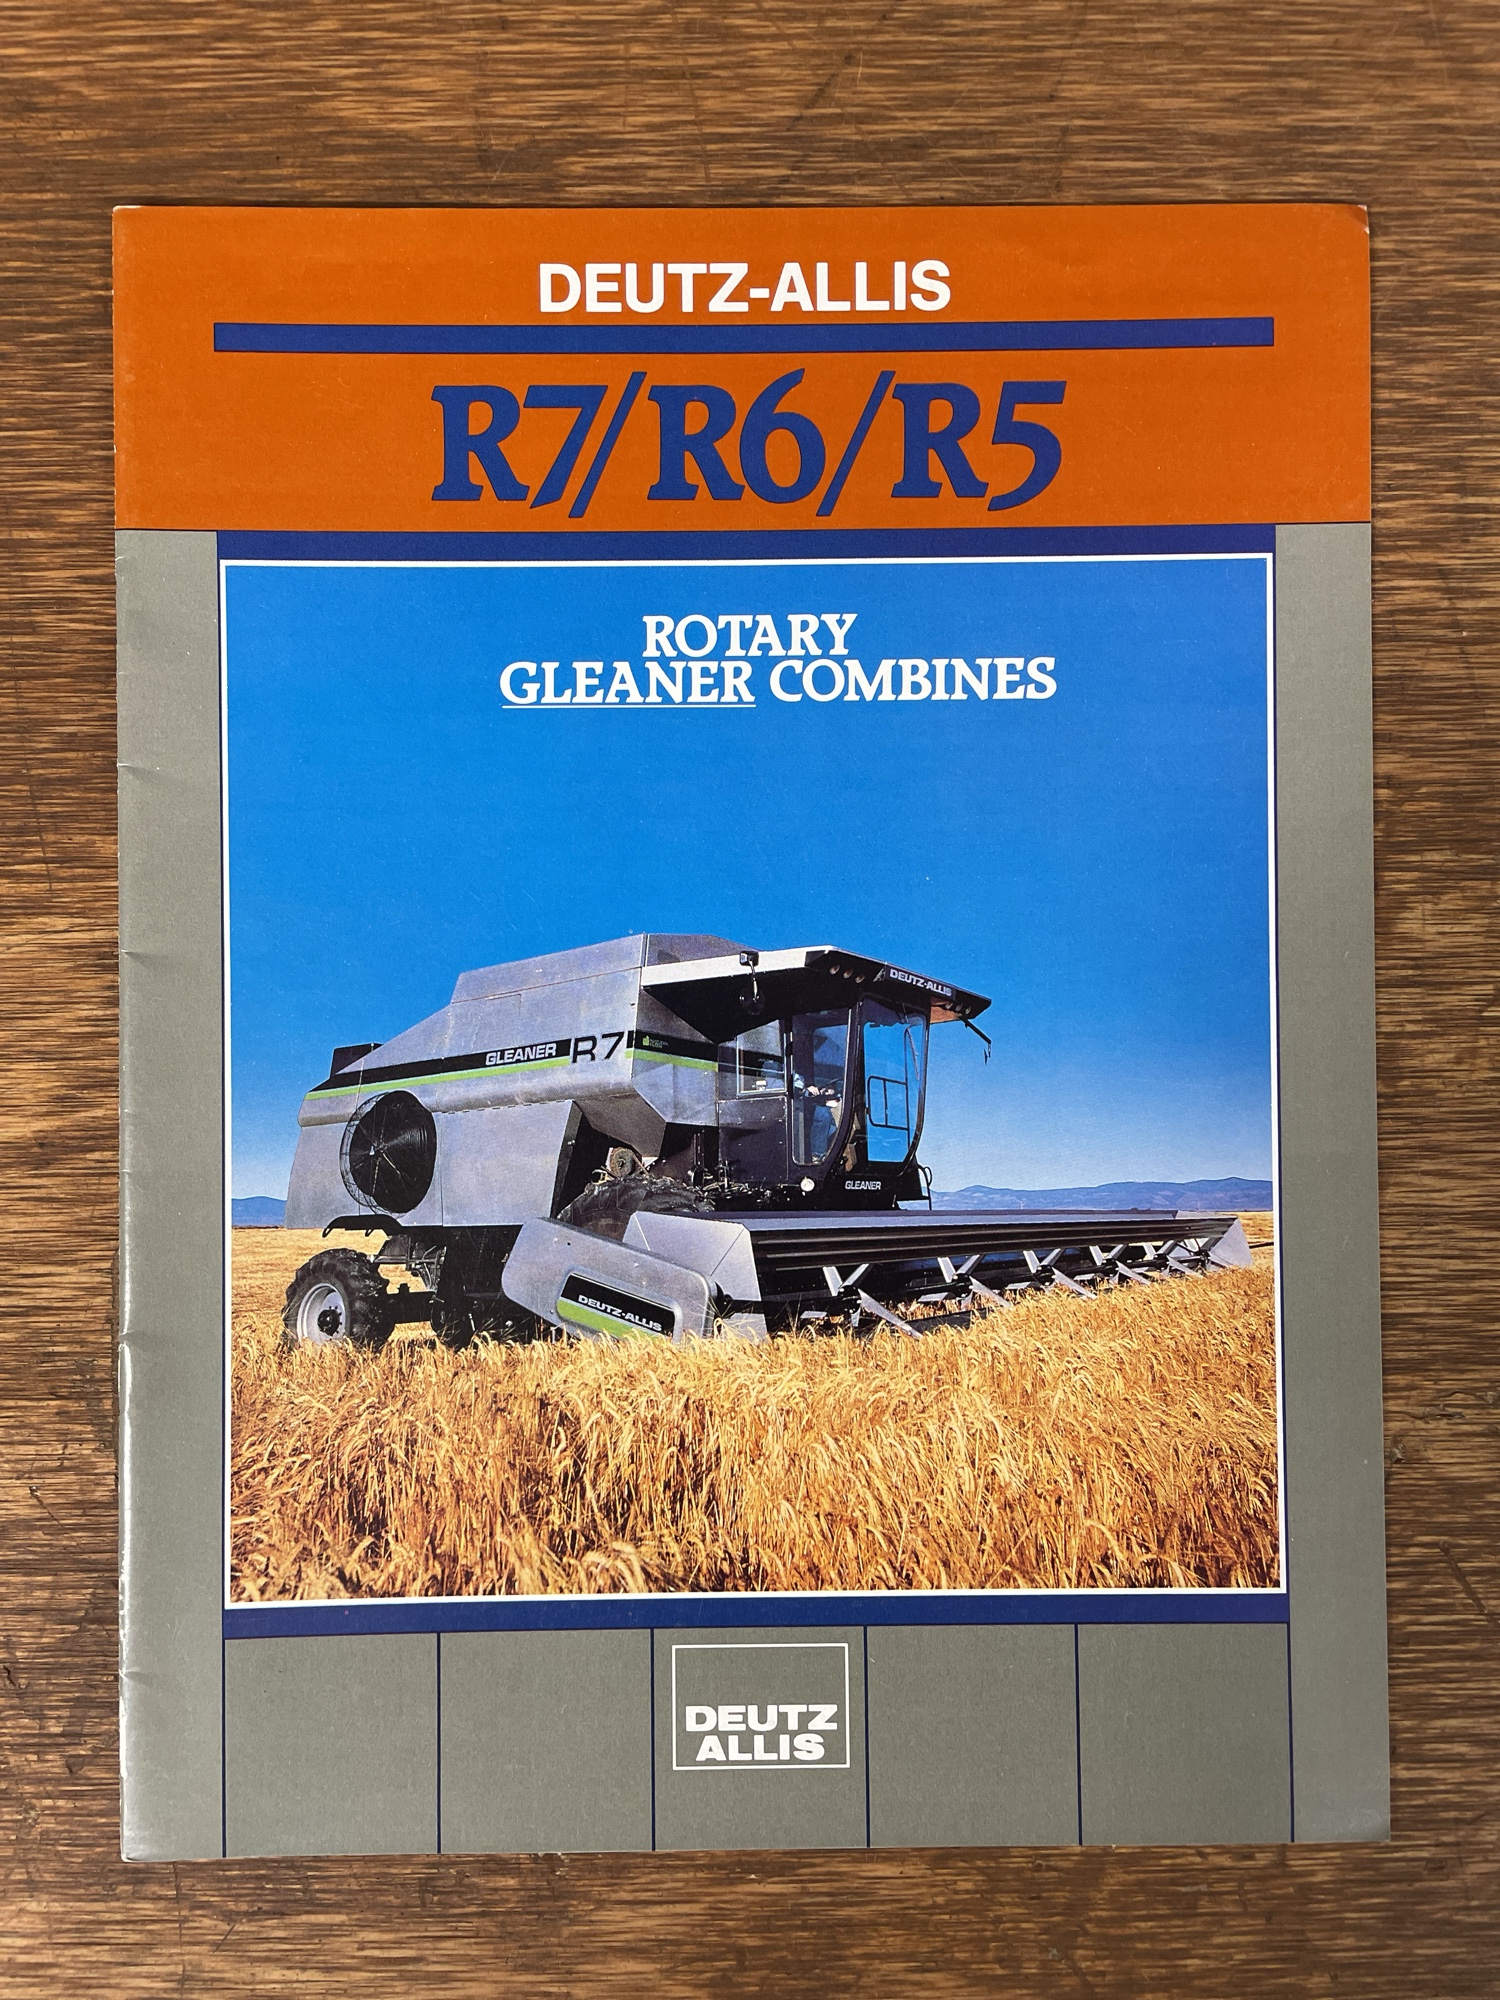 DEUTZ-ALLIS
R7/R6/R5
ROTARY
GLEANER COMBINES
DEUTZ-ALLIS
GLEANER R7
GLEANER
DEUTZ-ALLIS
DEUTZ
ALLIS